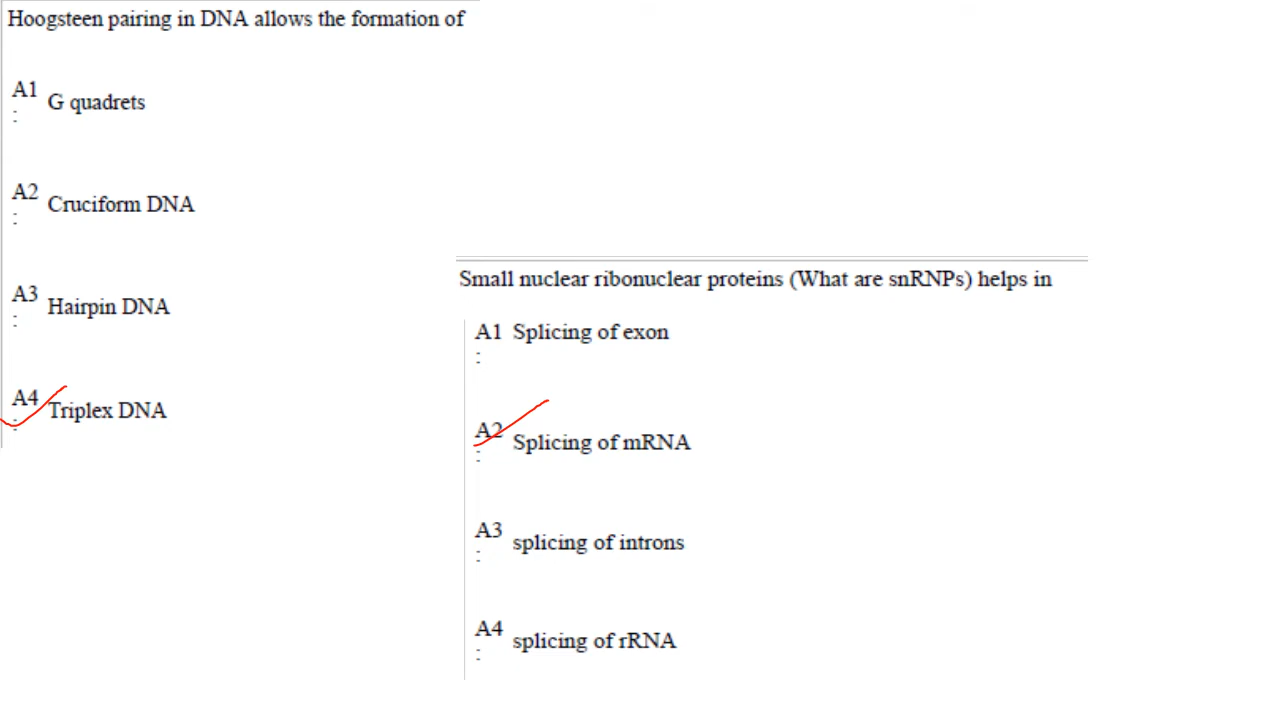 Hoogsteen pairing in DNA allows the formation of
A1
:
G quadrets
A2
:
Cruciform DNA
A3
:
Hairpin DNA
A4
:
Triplex DNA
Small nuclear ribonuclear proteins (What are snRNPs) helps in
A1 Splicing of exon
:
A2
:
Splicing of mRNA
A3
:
splicing of introns
A4
:
splicing of rRNA